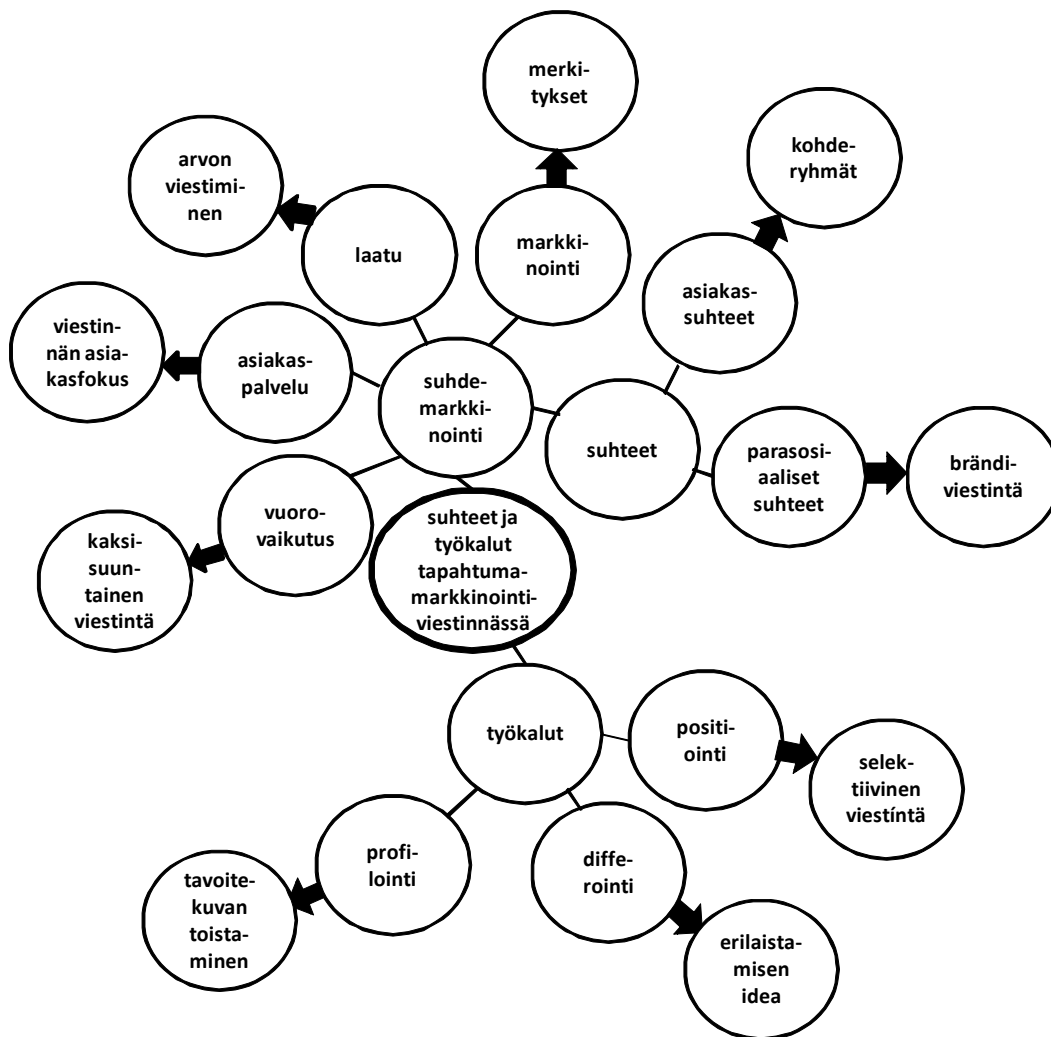 merki-
tykset
kohde-
ryhmät
arvon
viestimi-
nen
laatu
markki-
nointi
asiakas-
suhteet
viestin-
nän asia-
kasfokus
asiakas-
palvelu
suhde-
markki-
nointi
suhteet
parasosi-
aaliset
suhteet
brändi-
viestintä
vuoro-
vaikutus
kaksi-
suun-
tainen
viestintä
suhteet ja
työkalut
tapahtuma-
markkinointi-
viestinnässä
työkalut
positi-
ointi
selek-
tiivinen
viestíntä
profi-
lointi
diffe-
rointi
tavoite-
kuvan
toista-
minen
erilaista-
misen
idea